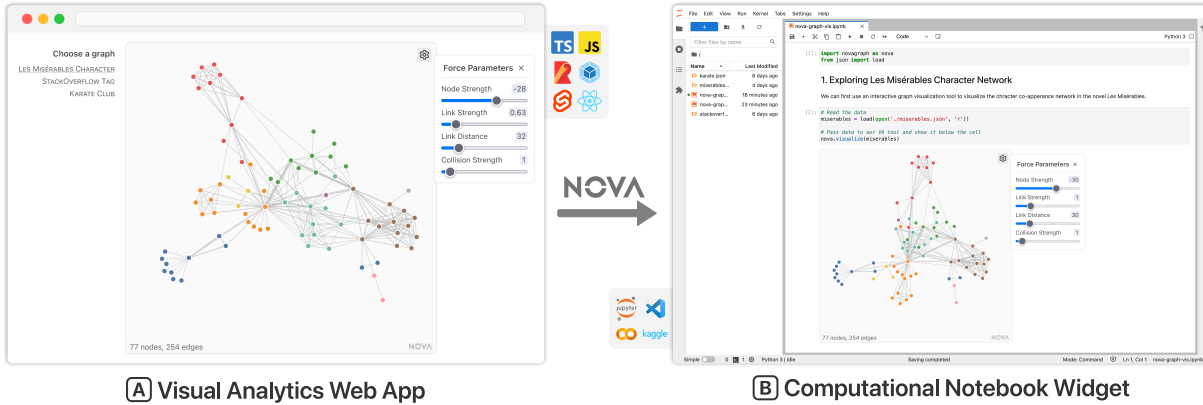 Choose a graph
LES MISÉRABLES CHARACTER
STACKOVERFLOW TAG
KARATE CLUB
Force Parameters ×
Node Strength -28
Link Strength 0.63
Link Distance 32
Collision Strength 1
77 nodes, 254 edges
NOVA
TS JS
NOVA
jupyter
CO kaggle
File Edit View Run Kernel Tabs Settings Help
+
Filter files by name
/
Name Last Modified
karate.json 6 days ago
miserables... 4 days ago
nova-grap... 18 minutes ago
nova-grap... 23 minutes ago
stackoverf... 6 days ago
nova-graph-vis.ipynb ×
Code
Python 3
[1]: import novagraph as nova
from json import load
1. Exploring Les Misérables Character Network
We can first use an interactive graph visualization tool to visualize the chracter co-apperance network in the novel Les Misérables.
[2]: # Read the data
miserables = load(open('./miserables.json', 'r'))
# Pass data to our VA tool and show it below the cell
nova.visualize(miserables)
Force Parameters ×
Node Strength -30
Link Strength 1
Link Distance 30
Collision Strength 1
77 nodes, 254 edges
NOVA
Simple 0 1 Python 3 | Idle Saving completed Mode: Command Ln 1, Col 1 nova-graph-vis.ipynb
A Visual Analytics Web App
B Computational Notebook Widget